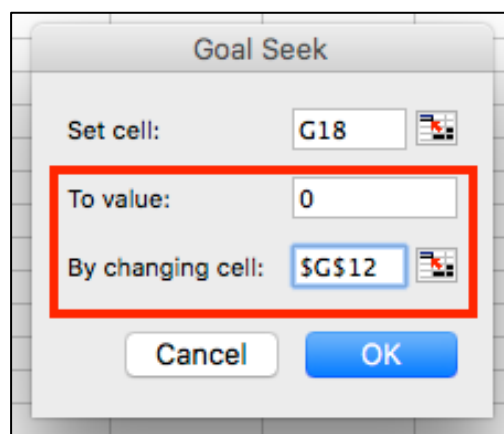 Goal Seek
Set cell: G18
To value: 0
By changing cell: $G$12
Cancel OK